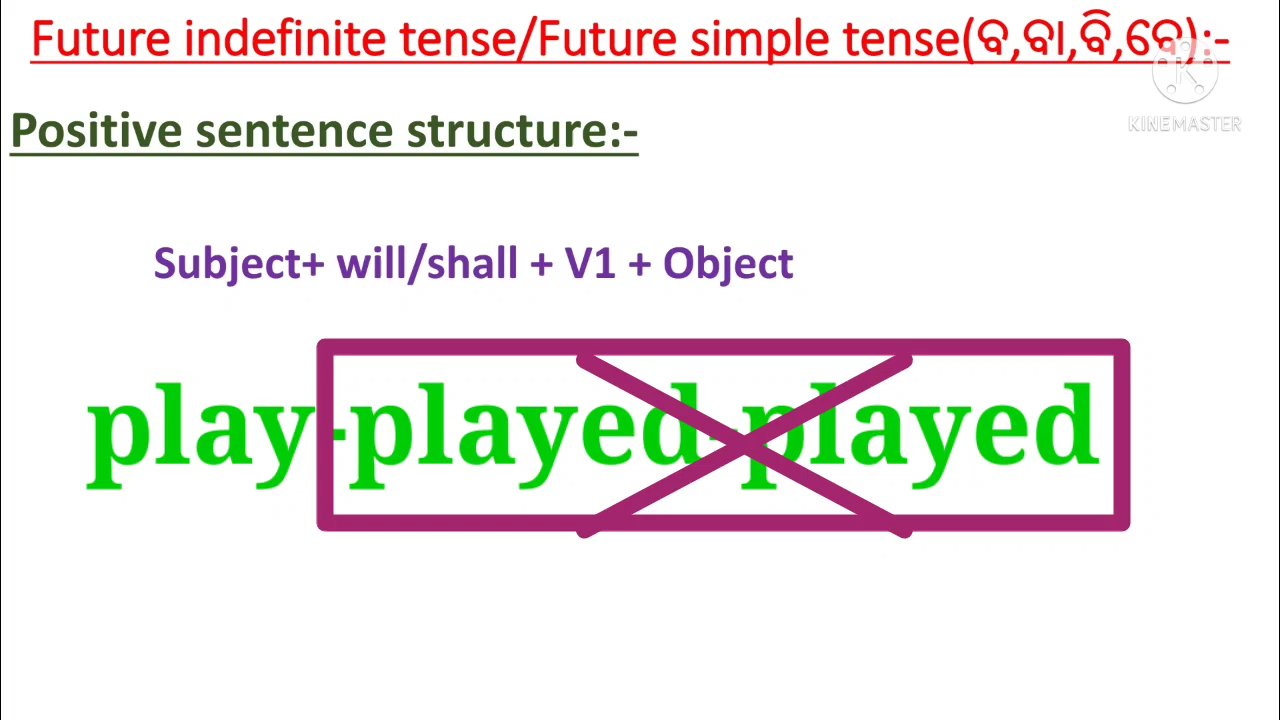 Future indefinite tense/Future simple tense(ବ,ବା,ବି,ବେ):-
KINEMASTER
Positive sentence structure:-
Subject+ will/shall + V1 + Object
play-played-played